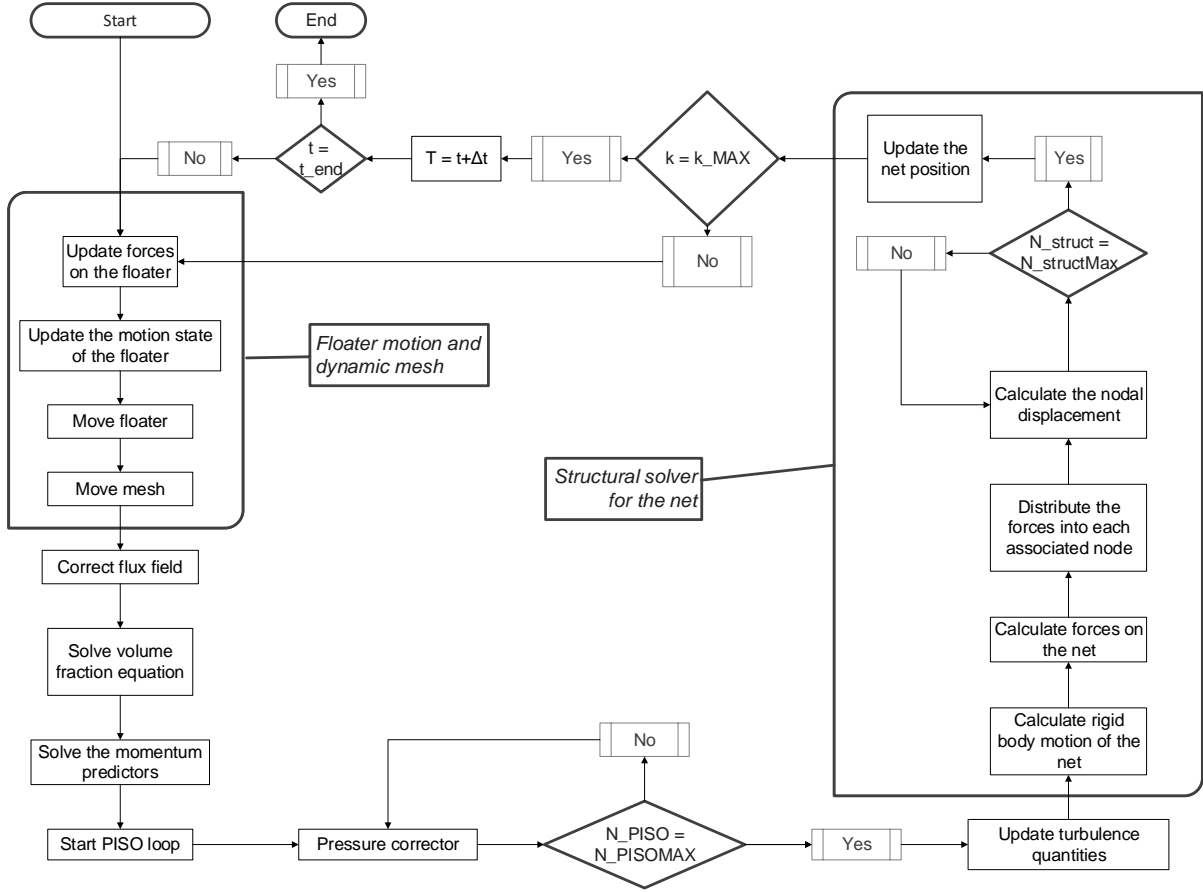 Start
End
Yes
No
t =
t_end
T = t+Δt
Yes
k = k_MAX
No
Update the
net position
Yes
N_struct =
N_structMax
No
Update forces
on the floater
Update the motion state
of the floater
Move floater
Move mesh
Floater motion and
dynamic mesh
Calculate the nodal
displacement
Structural solver
for the net
Distribute the
forces into each
associated node
Calculate forces on
the net
Calculate rigid
body motion of the
net
Correct flux field
Solve volume
fraction equation
Solve the momentum
predictors
Start PISO loop
Pressure corrector
No
N_PISO =
N_PISOMAX
Yes
Update turbulence
quantities